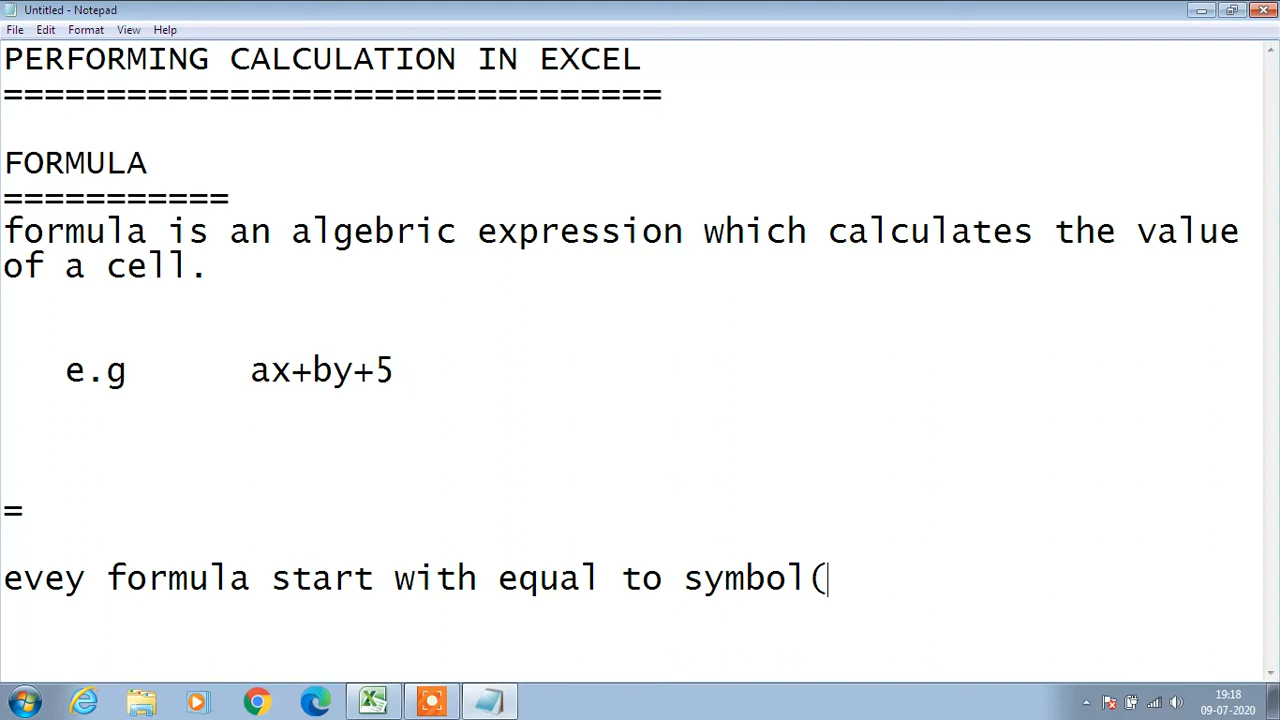 Untitled - Notepad
File Edit Format View Help
PERFORMING CALCULATION IN EXCEL
================================
FORMULA
===========
formula is an algebric expression which calculates the value
of a cell.
e.g ax+by+5
=
evey formula start with equal to symbol(
19:18
09-07-2020